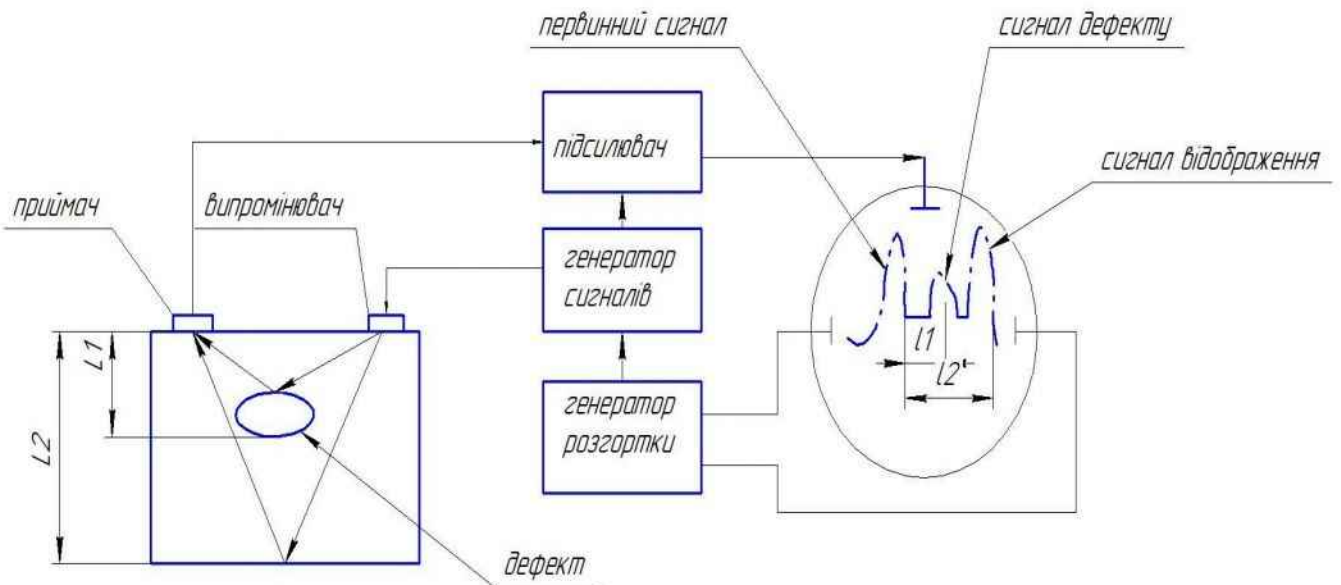 первинний сигнал
сигнал дефекту
підсилювач
сигнал відображення
приймач
випромінювач
генератор
сигналів
L1
L2
l1
l2'
генератор
розгортки
дефект